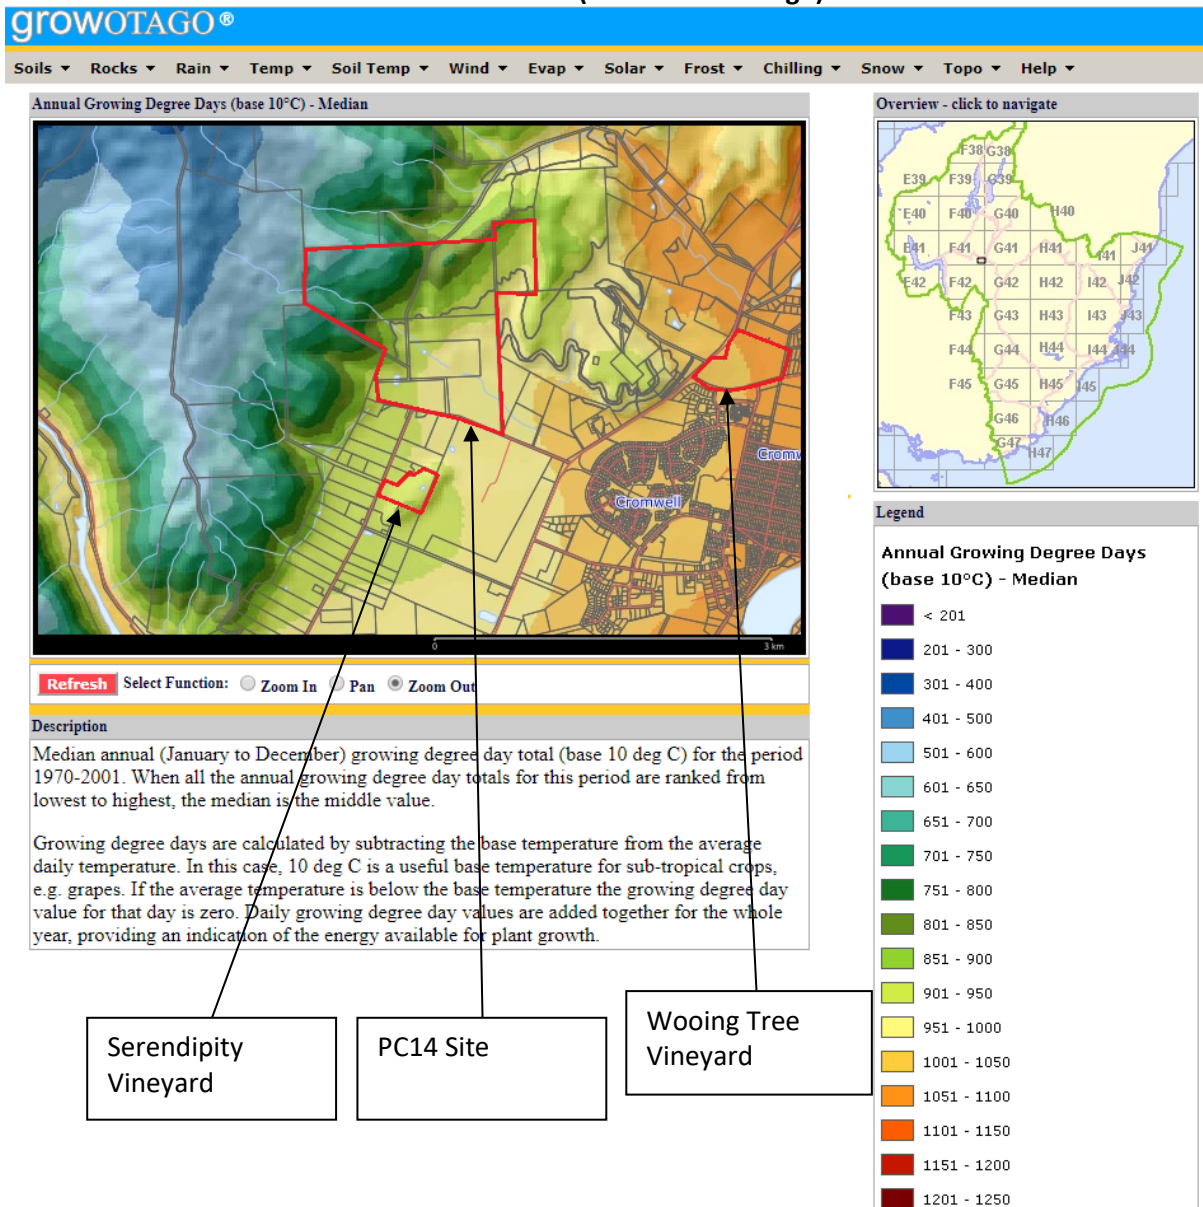 growOTAGO®
Soils Rocks Rain Temp Soil Temp Wind Evap Solar Frost Chilling Snow Topo Help
Annual Growing Degree Days (base 10°C) - Median
Cromwell
0 3 km
Refresh Select Function: Zoom In Pan Zoom Out
Description
Median annual (January to December) growing degree day total (base 10 deg C) for the period
1970-2001. When all the annual growing degree day totals for this period are ranked from
lowest to highest, the median is the middle value.
Growing degree days are calculated by subtracting the base temperature from the average
daily temperature. In this case, 10 deg C is a useful base temperature for sub-tropical crops,
e.g. grapes. If the average temperature is below the base temperature the growing degree day
value for that day is zero. Daily growing degree day values are added together for the whole
year, providing an indication of the energy available for plant growth.
Serendipity
Vineyard
PC14 Site
Wooing Tree
Vineyard
Overview - click to navigate
F38 G38
E39 F39 G39
E40 F40 G40 H40
E41 F41 G41 H41 I41 J41
E42 F42 G42 H42 I42 J42
F43 G43 H43 I43 J43
F44 G44 H44 I44 J44
F45 G45 H45 I45
G46 H46
G47 H47
Legend
Annual Growing Degree Days
(base 10°C) - Median
< 201
201 - 300
301 - 400
401 - 500
501 - 600
601 - 650
651 - 700
701 - 750
751 - 800
801 - 850
851 - 900
901 - 950
951 - 1000
1001 - 1050
1051 - 1100
1101 - 1150
1151 - 1200
1201 - 1250